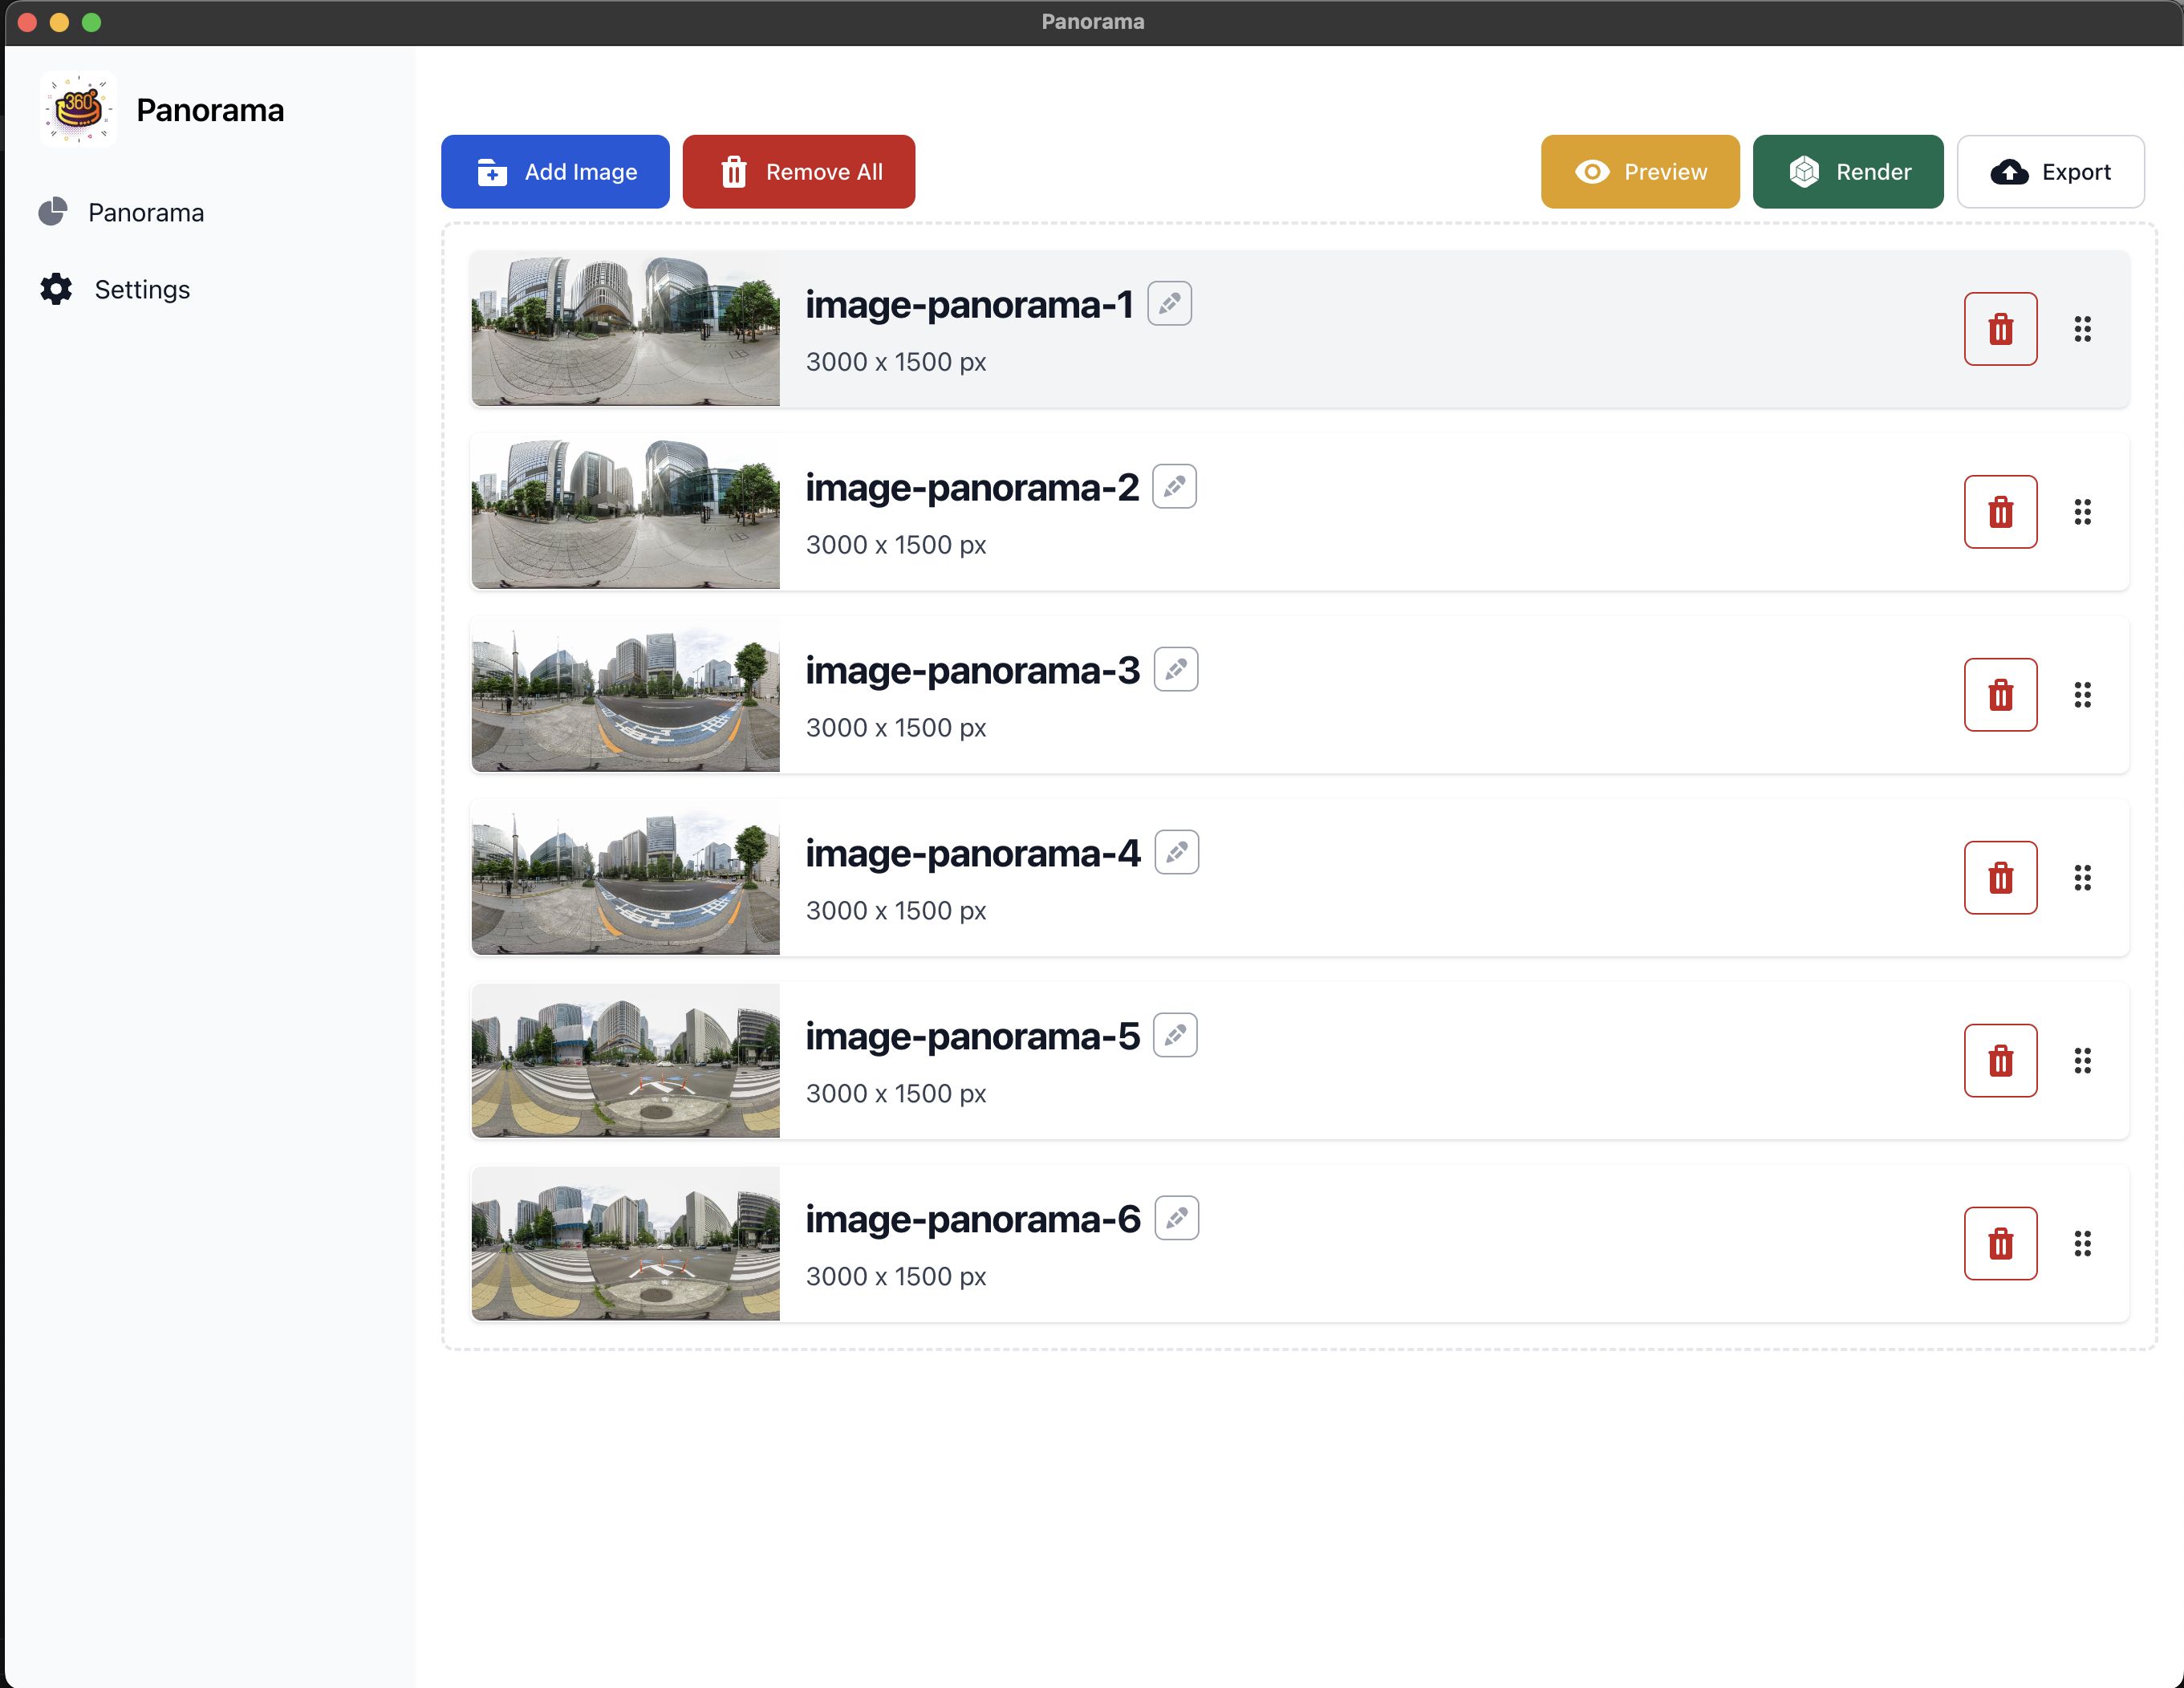 Panorama
360°
Panorama
Panorama
Settings
Add Image
Remove All
Preview
Render
Export
image-panorama-1
3000 x 1500 px
image-panorama-2
3000 x 1500 px
image-panorama-3
3000 x 1500 px
image-panorama-4
3000 x 1500 px
image-panorama-5
3000 x 1500 px
image-panorama-6
3000 x 1500 px